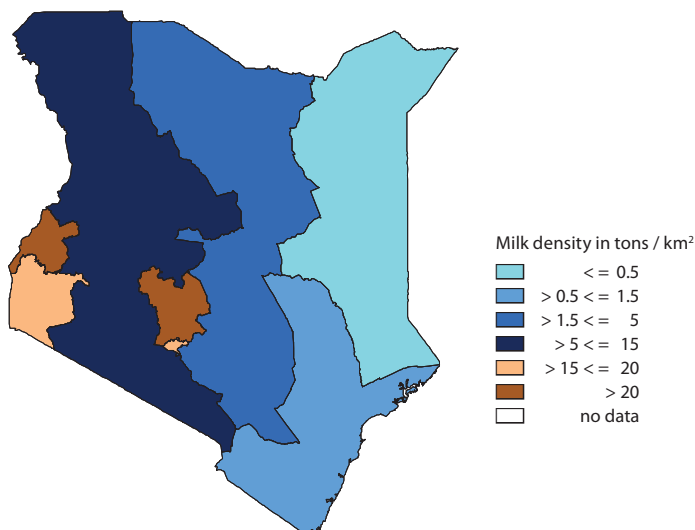 Milk density in tons / km²
<= 0.5
> 0.5 <= 1.5
> 1.5 <= 5
> 5 <= 15
> 15 <= 20
> 20
no data